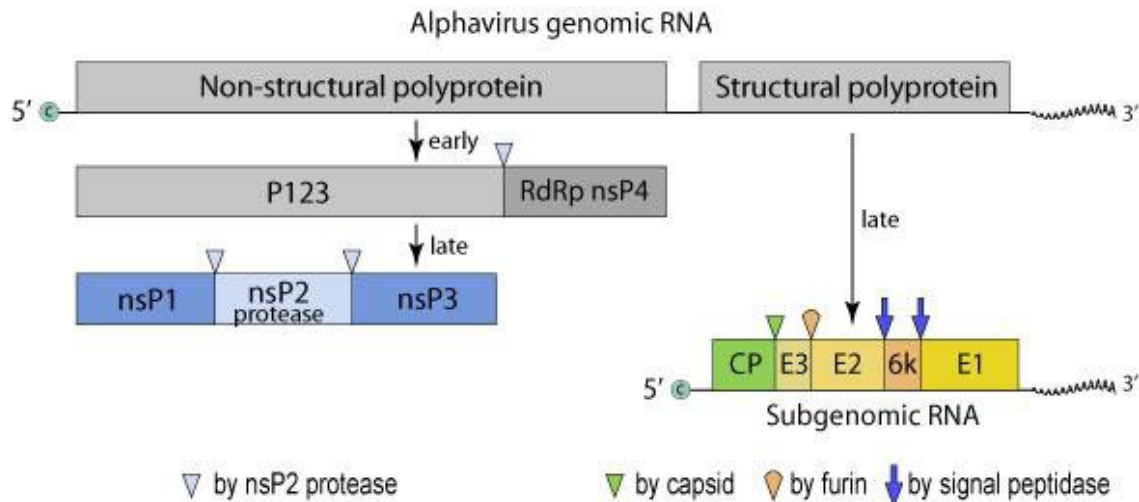 Alphavirus genomic RNA
Non-structural polyprotein
Structural polyprotein
5′ c
3′
early
P123
RdRp nsP4
late
late
nsP1
nsP2
protease
nsP3
CP E3 E2 6k E1
5′ c
3′
Subgenomic RNA
by nsP2 protease
by capsid
by furin
by signal peptidase